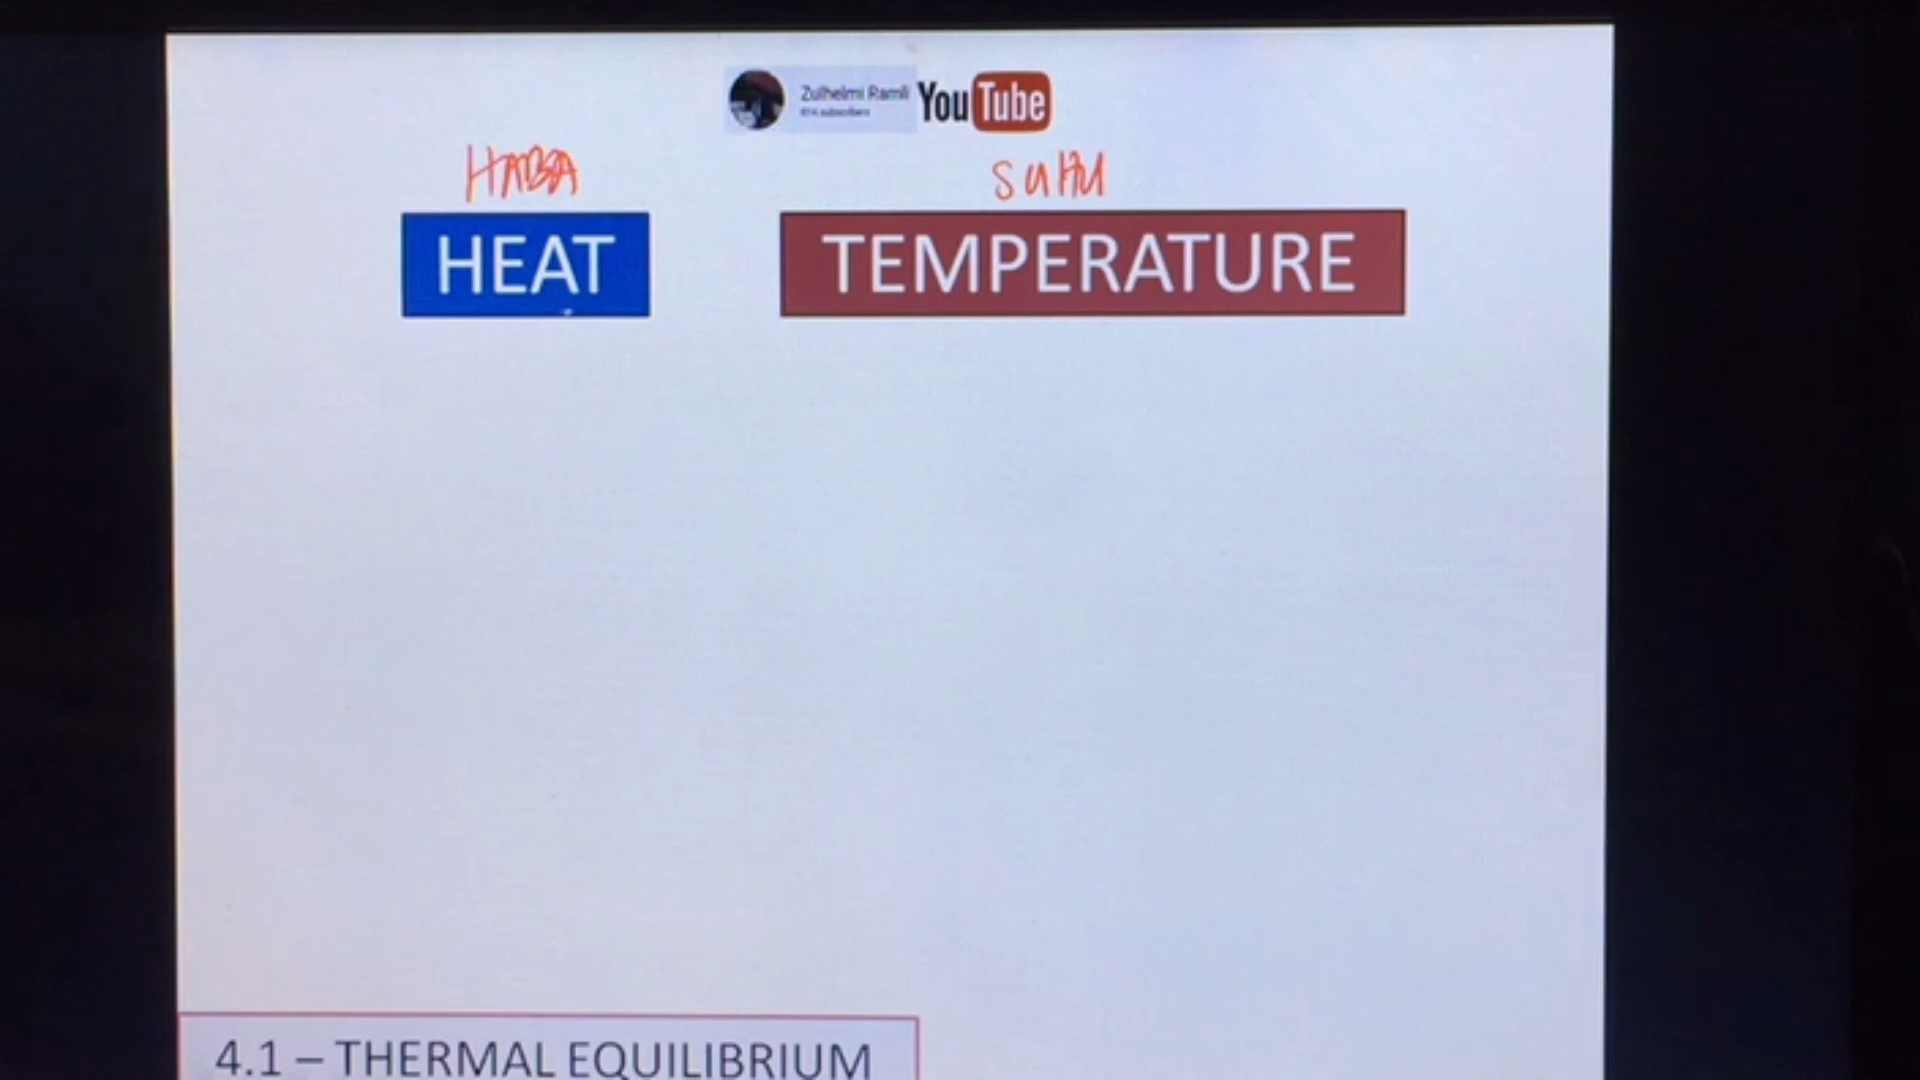 Zulhelmi Ramli YouTube
HABA SUHU
HEAT TEMPERATURE
4.1 – THERMAL EQUILIBRIUM